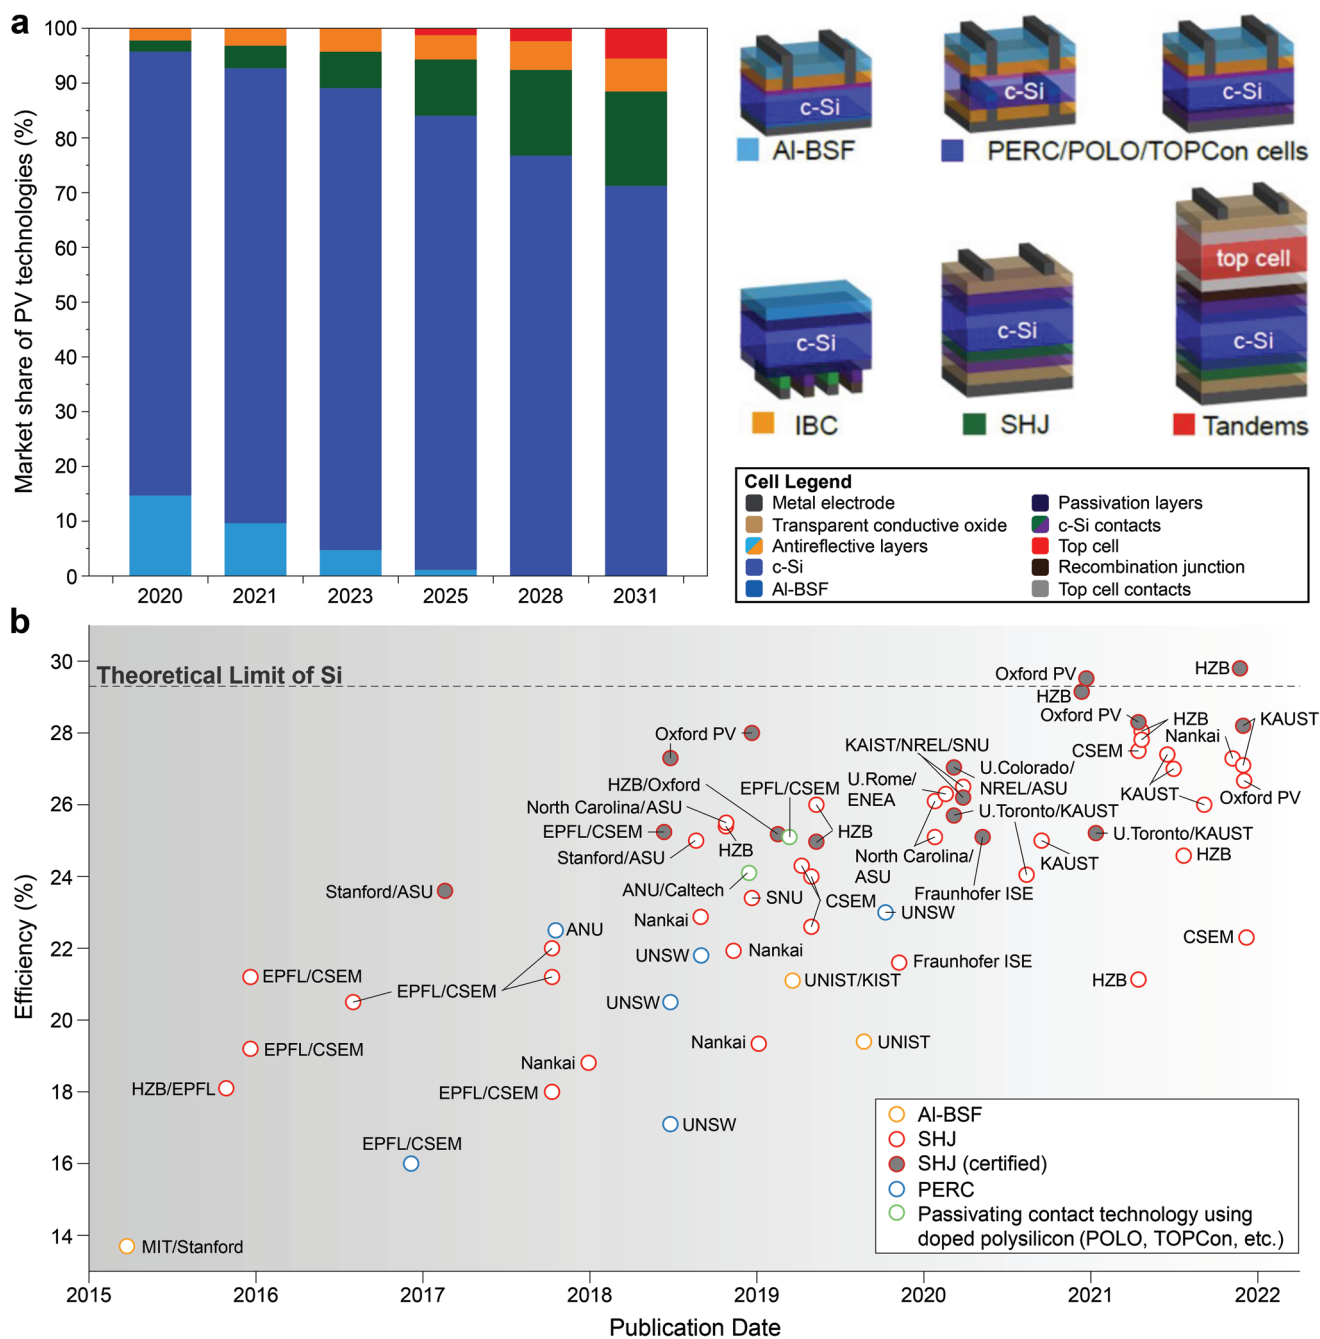 a
100
90
80
70
60
50
40
30
20
10
0
Market share of PV technologies (%)
2020 2021 2023 2025 2028 2031
c-Si c-Si c-Si
Al-BSF PERC/POLO/TOPCon cells
top cell
c-Si c-Si c-Si
IBC SHJ Tandems
Cell Legend
Metal electrode
Transparent conductive oxide
Antireflective layers
c-Si
Al-BSF
Passivation layers
c-Si contacts
Top cell
Recombination junction
Top cell contacts
b
30
28
26
24
22
20
18
16
14
Efficiency (%)
Theoretical Limit of Si
Oxford PV
HZB
HZB
Oxford PV
HZB
KAUST
Nankai
CSEM
KAUST
Oxford PV
Oxford PV
KAIST/NREL/SNU
HZB/Oxford
EPFL/CSEM
U.Rome/
ENEA
U.Colorado/
NREL/ASU
North Carolina/ASU
U.Toronto/KAUST
EPFL/CSEM
HZB
HZB
U.Toronto/KAUST
Stanford/ASU
North Carolina/
ASU
KAUST
HZB
Stanford/ASU
ANU/Caltech
SNU
CSEM
Fraunhofer ISE
UNSW
ANU
Nankai
CSEM
UNSW
Nankai
Fraunhofer ISE
EPFL/CSEM
EPFL/CSEM
UNIST/KIST
HZB
UNSW
EPFL/CSEM
Nankai
UNIST
Nankai
HZB/EPFL
EPFL/CSEM
UNSW
EPFL/CSEM
MIT/Stanford
Al-BSF
SHJ
SHJ (certified)
PERC
Passivating contact technology using
doped polysilicon (POLO, TOPCon, etc.)
2015 2016 2017 2018 2019 2020 2021 2022
Publication Date